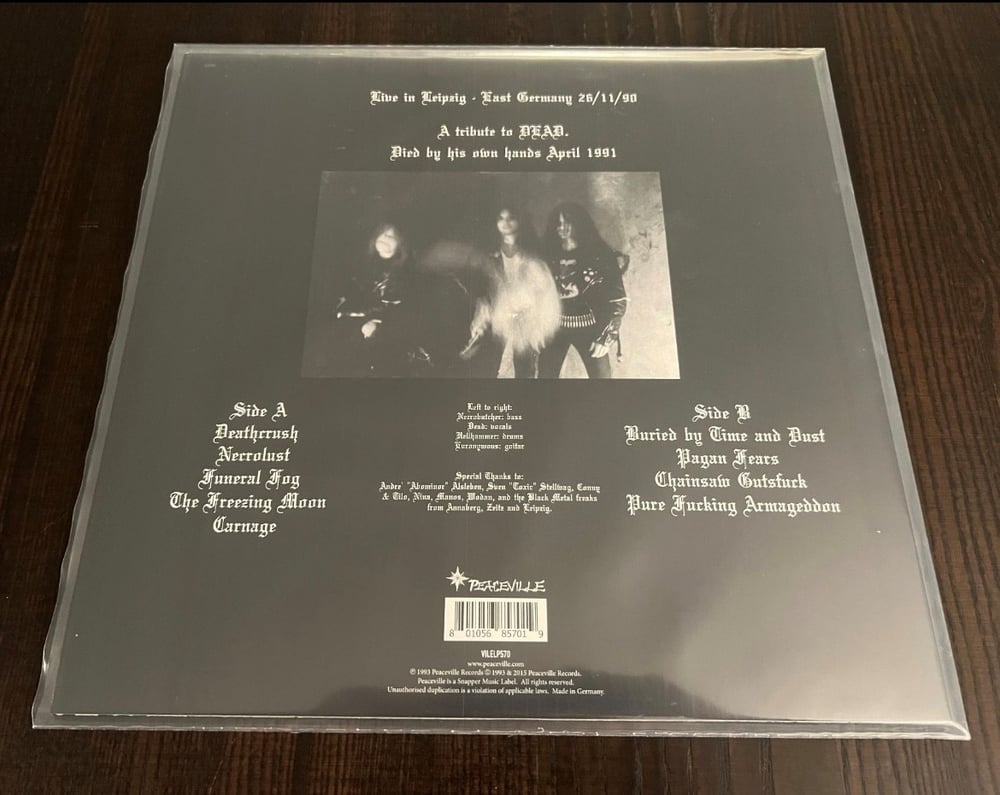 Live in Leipzig - East Germany 26/11/90
A tribute to DEAD.
Died by his own hands April 1991
Side A
Deathcrush
Necrolust
Funeral Fog
The Freezing Moon
Carnage
Left to right:
Necrobutcher: bass
Dead: vocals
Hellhammer: drums
Euronymous: guitar
Special Thanks to:
Andre' "Abominor" Alsleben, Sven "Toxic" Stellwag, Conny
& Tilo, Nina, Manos, Wodan, and the Black Metal freaks
from Annaberg, Zeitz and Leipzig.
Side B
Buried by Time and Dust
Pagan Fears
Chainsaw Gutsfuck
Pure Fucking Armageddon
PEACEVILLE
8 01056 85701 9
VILELP570
www.peaceville.com
℗ 1993 Peaceville Records © 1993 & 2015 Peaceville Records.
Peaceville is a Snapper Music Label. All rights reserved.
Unauthorised duplication is a violation of applicable laws. Made in Germany.